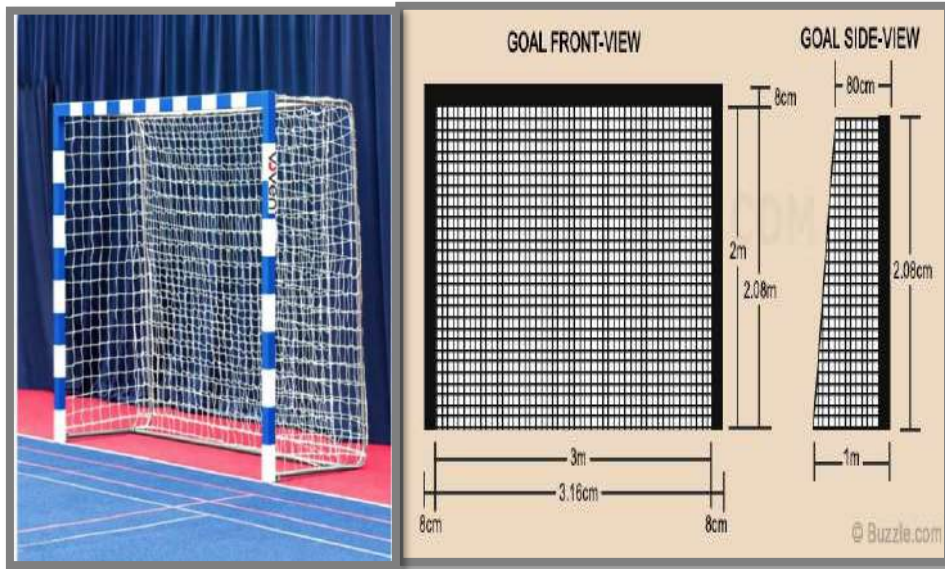 GOAL FRONT-VIEW
GOAL SIDE-VIEW
80cm
8cm
2m
2.08m
2.08cm
3m
3.16cm
8cm
8cm
1m
© Buzzle.com